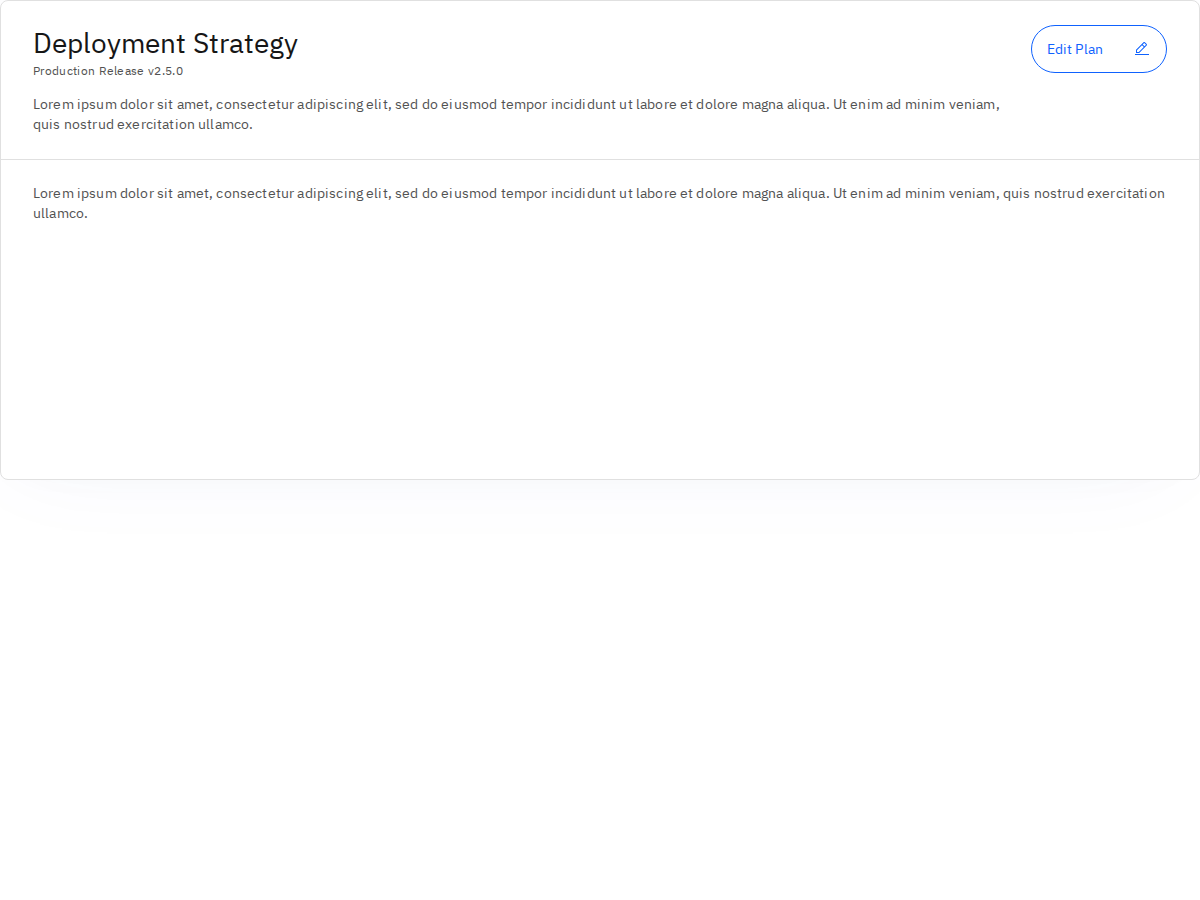 Deployment Strategy
Edit Plan
Production Release v2.5.0
Lorem ipsum dolor sit amet, consectetur adipiscing elit, sed do eiusmod tempor incididunt ut labore et dolore magna aliqua. Ut enim ad minim veniam,
quis nostrud exercitation ullamco.
Lorem ipsum dolor sit amet, consectetur adipiscing elit, sed do eiusmod tempor incididunt ut labore et dolore magna aliqua. Ut enim ad minim veniam, quis nostrud exercitation
ullamco.